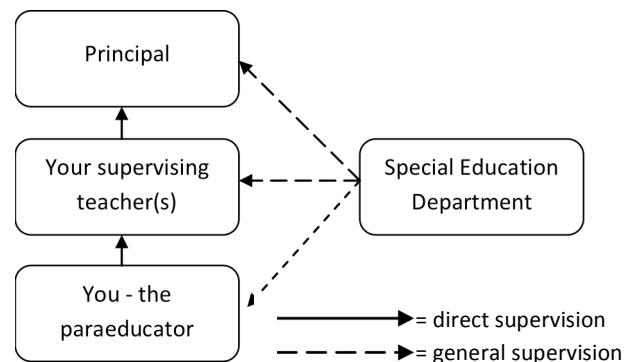 Principal
Your supervising
teacher(s)
Special Education
Department
You - the
paraeducator
= direct supervision
= general supervision